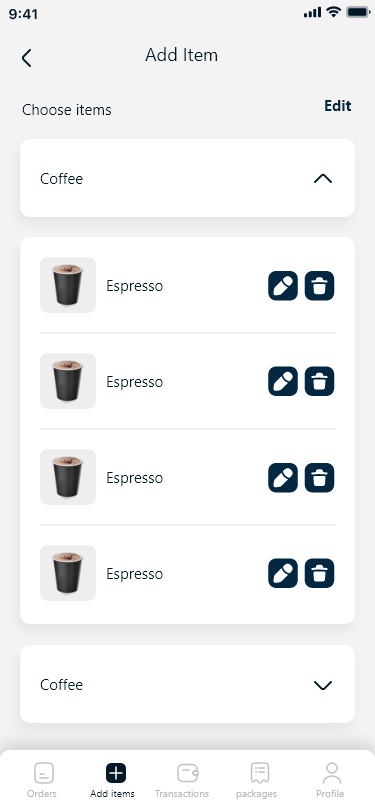 9:41
Add Item
Choose items
Edit
Coffee
Espresso
Espresso
Espresso
Espresso
Coffee
Orders
Add items
Transactions
packages
Profile